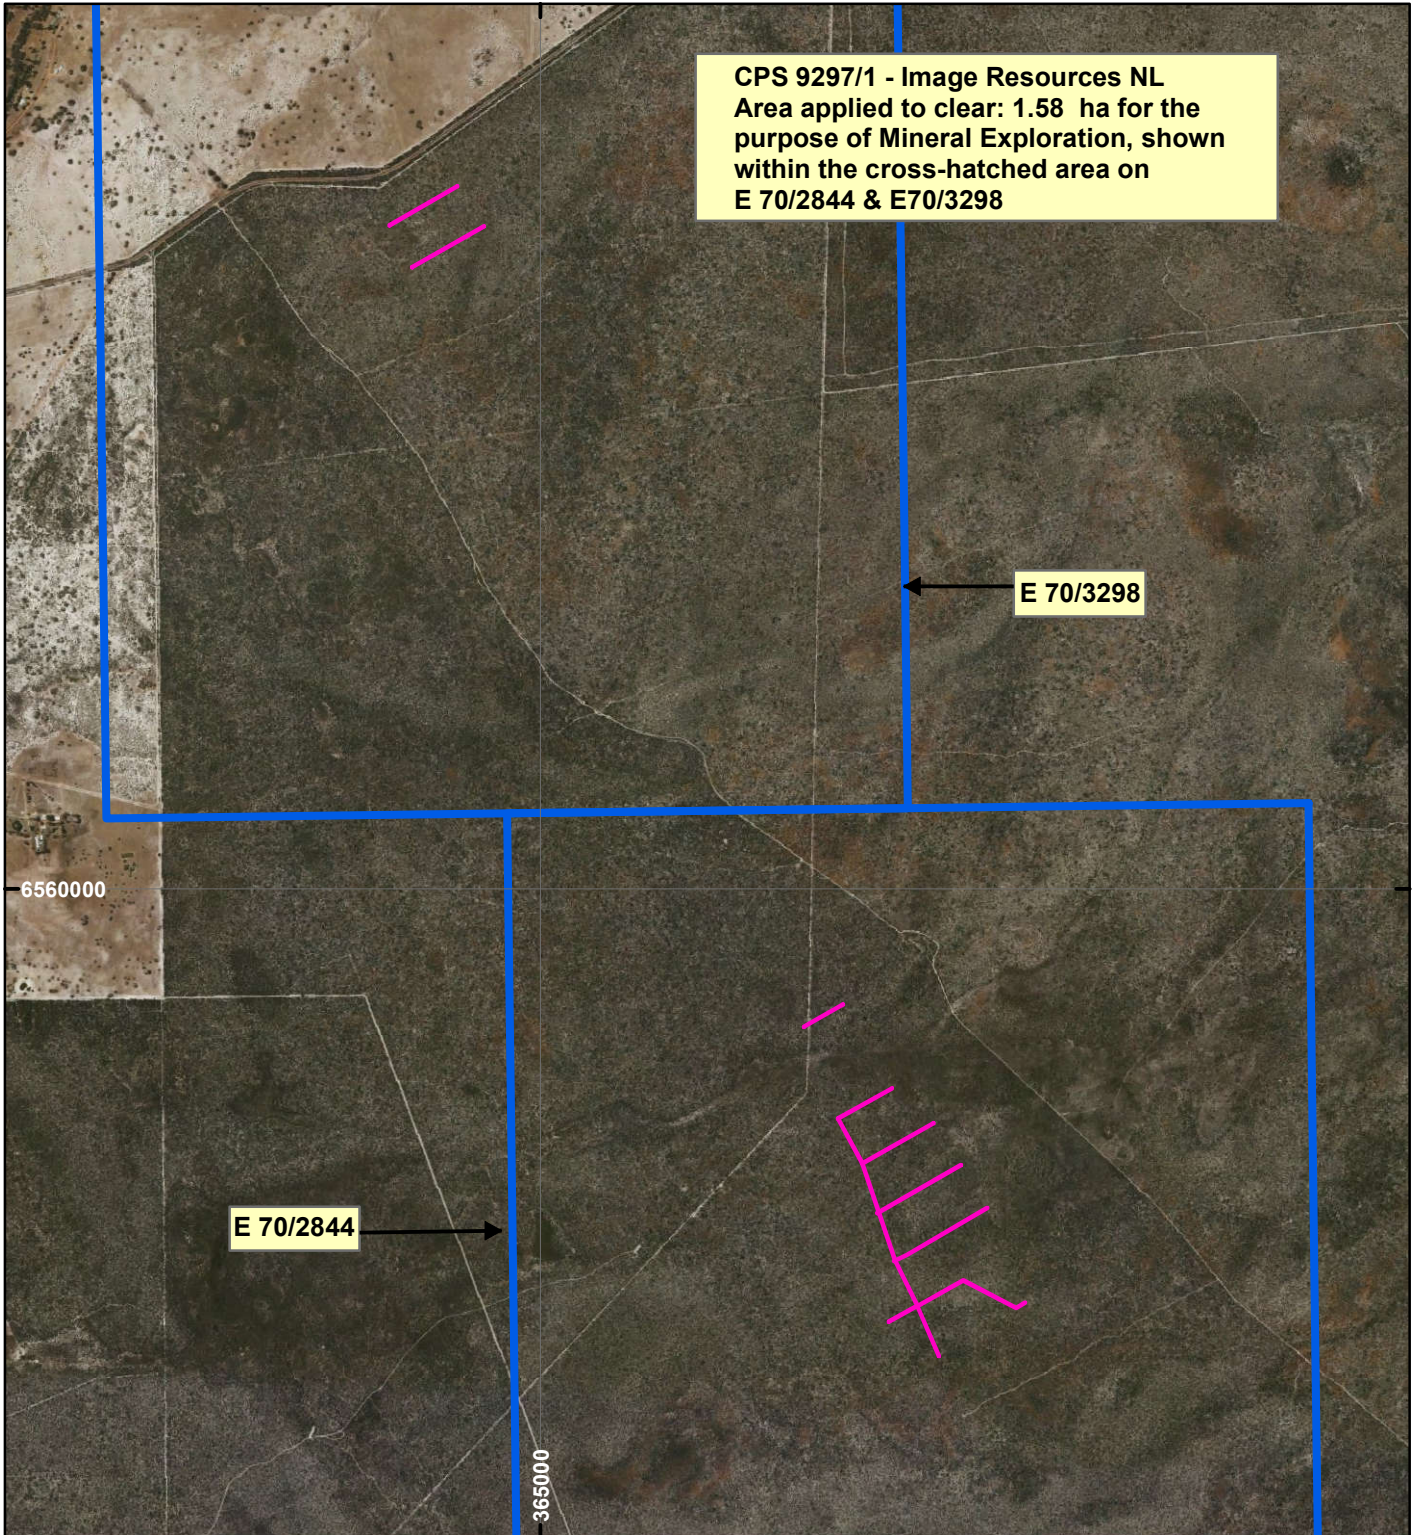 CPS 9297/1 - Image Resources NL
Area applied to clear: 1.58 ha for the
purpose of Mineral Exploration, shown
within the cross-hatched area on
E 70/2844 & E70/3298
E 70/3298
6560000
E 70/2844
365000